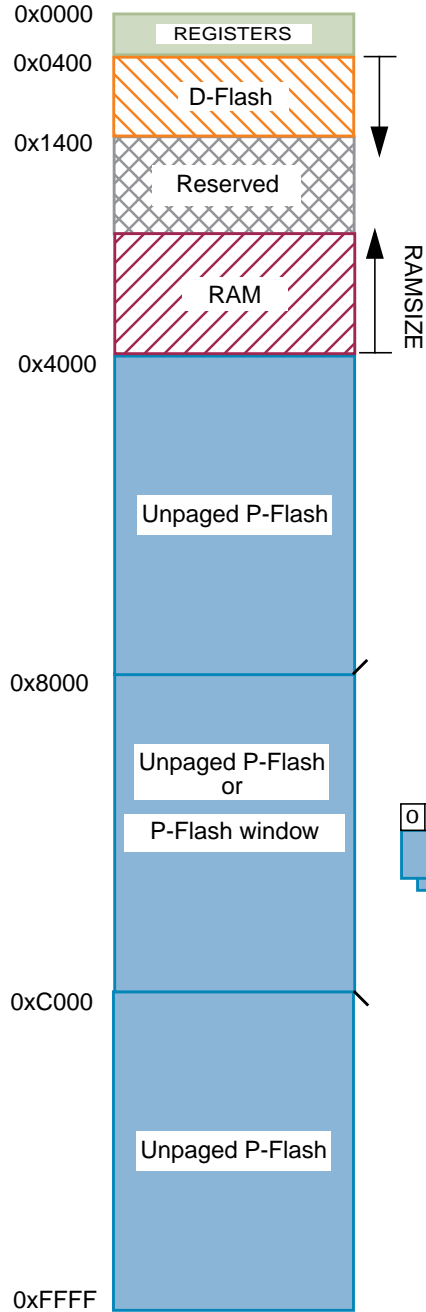 0x0000
REGISTERS
0x0400
D-Flash
0x1400
Reserved
RAM
RAMSIZE
0x4000
Unpaged P-Flash
0x8000
Unpaged P-Flash
or
P-Flash window
0
0xC000
Unpaged P-Flash
0xFFFF